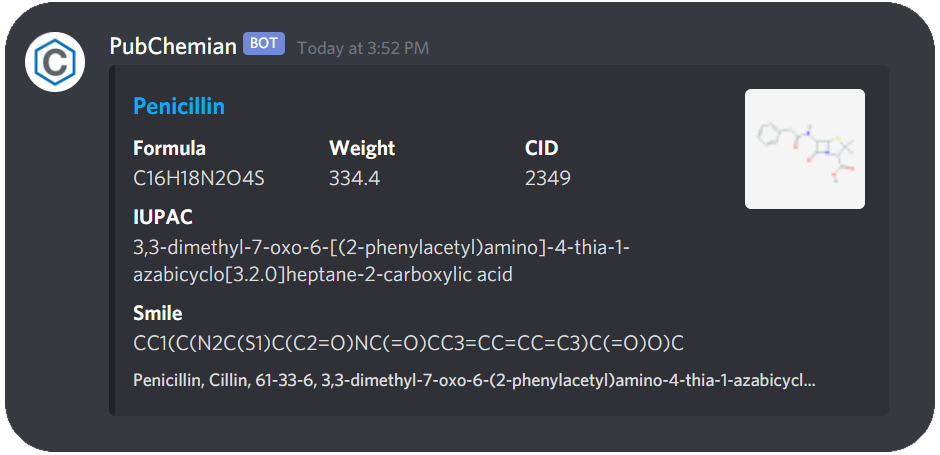 PubChemian BOT Today at 3:52 PM
Penicillin
Formula Weight CID
C16H18N2O4S 334.4 2349
IUPAC
3,3-dimethyl-7-oxo-6-[(2-phenylacetyl)amino]-4-thia-1-
azabicyclo[3.2.0]heptane-2-carboxylic acid
Smile
CC1(C(N2C(S1)C(C2=O)NC(=O)CC3=CC=CC=C3)C(=O)O)C
Penicillin, Cillin, 61-33-6, 3,3-dimethyl-7-oxo-6-(2-phenylacetyl)amino-4-thia-1-azabicycl...